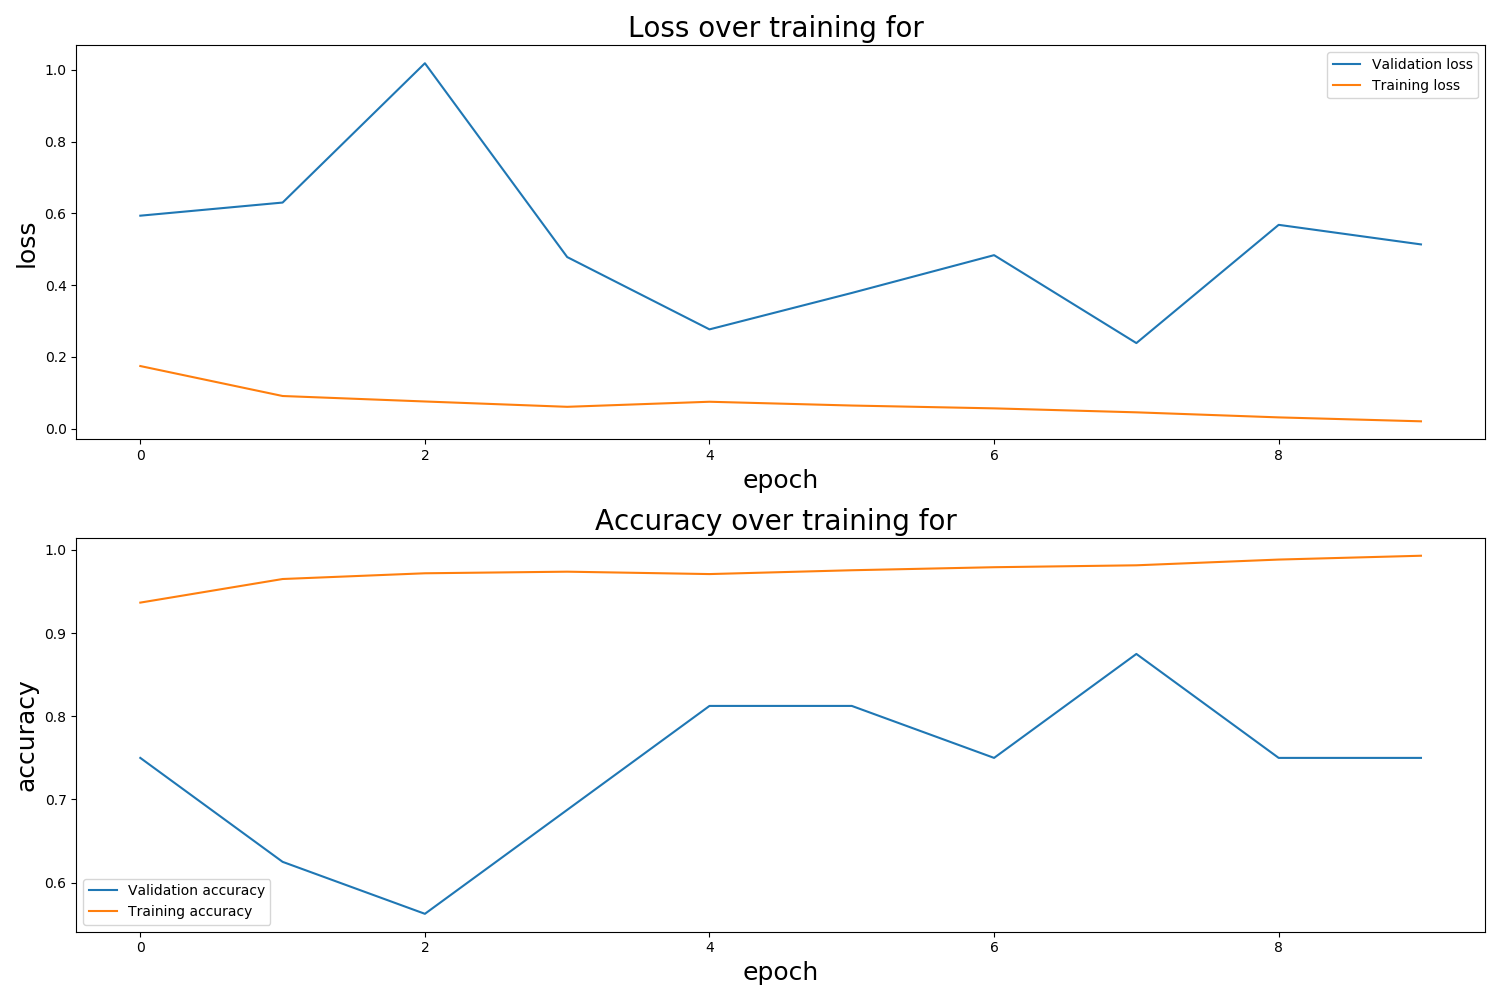 Loss over training for
1.0
0.8
0.6
0.4
0.2
0.0
loss
Validation loss
Training loss
0 2 4 6 8
epoch
Accuracy over training for
1.0
0.9
0.8
0.7
0.6
accuracy
Validation accuracy
Training accuracy
0 2 4 6 8
epoch